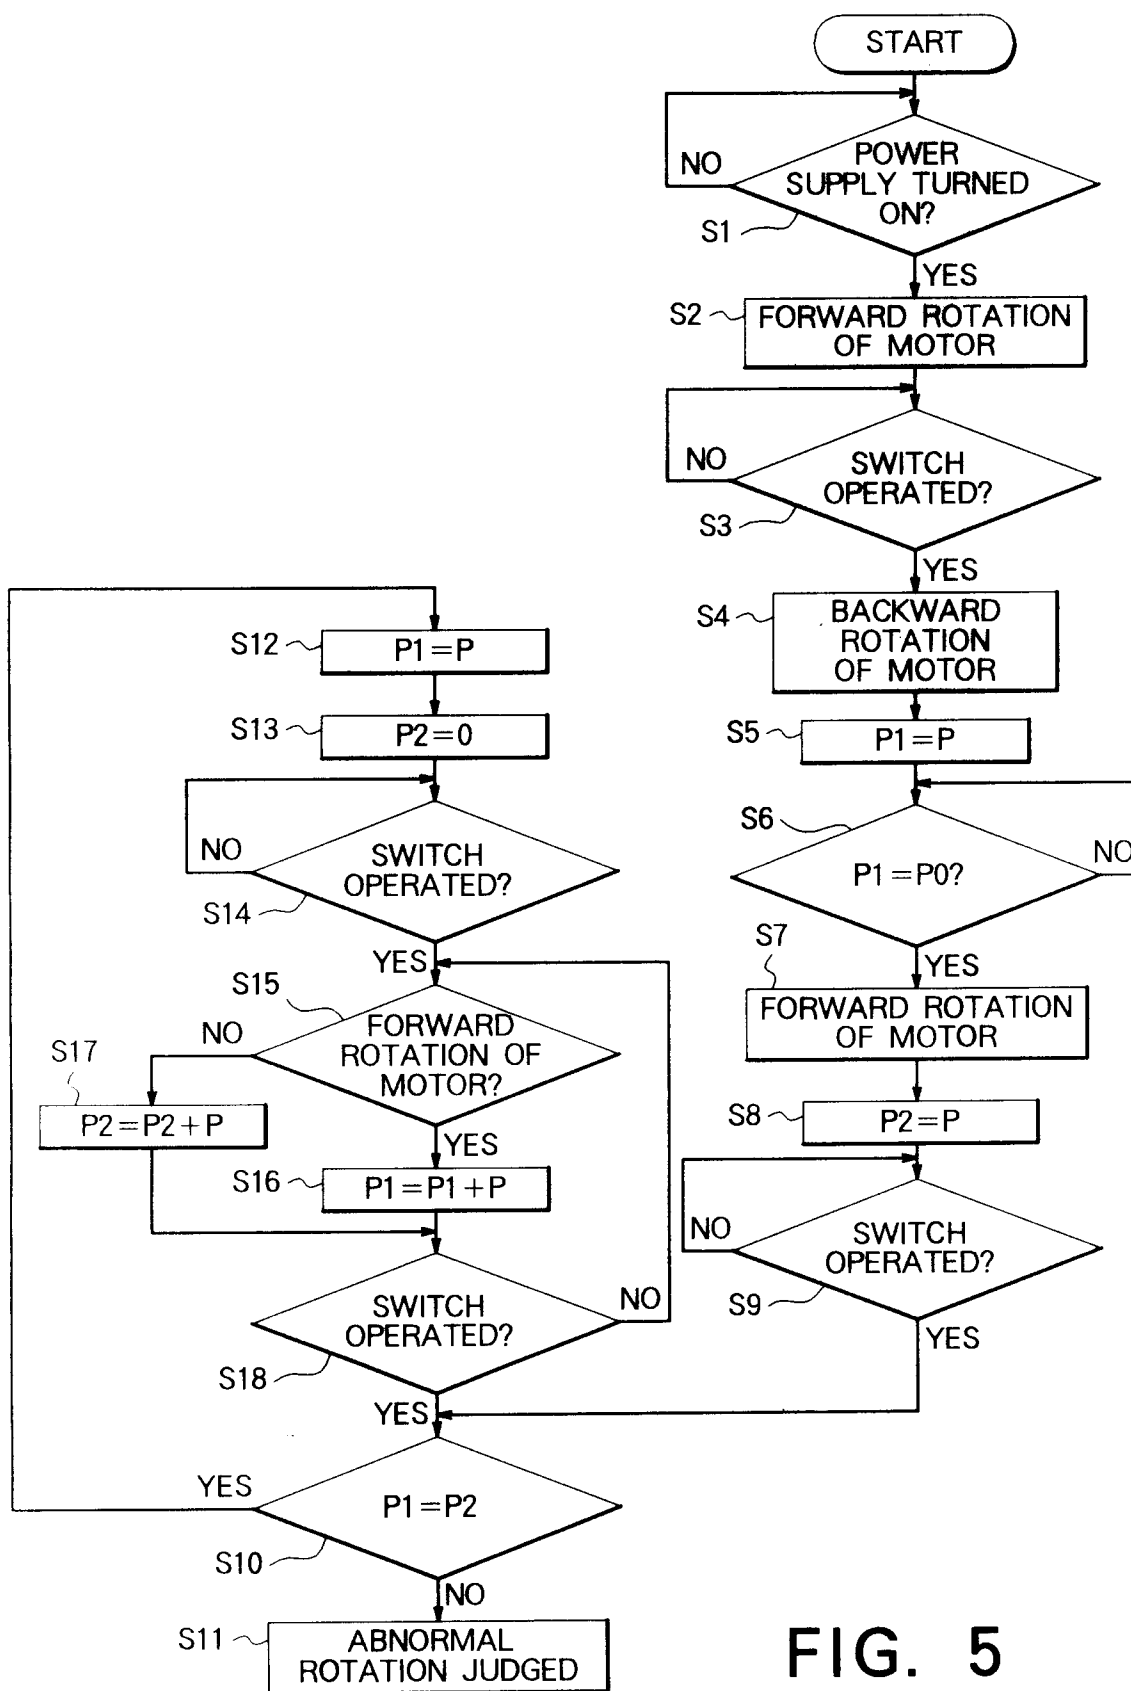 START
POWER
SUPPLY TURNED
ON?
NO
S1
YES
S2
FORWARD ROTATION
OF MOTOR
SWITCH
OPERATED?
NO
S3
YES
S4
BACKWARD
ROTATION
OF MOTOR
S5
P1=P
S6
P1=P0?
NO
YES
S7
FORWARD ROTATION
OF MOTOR
S8
P2=P
SWITCH
OPERATED?
NO
S9
YES
S12
P1=P
S13
P2=0
SWITCH
OPERATED?
NO
S14
YES
S15
FORWARD
ROTATION OF
MOTOR?
NO
S17
P2=P2+P
YES
S16
P1=P1+P
SWITCH
OPERATED?
NO
S18
YES
P1=P2
YES
S10
NO
S11
ABNORMAL
ROTATION JUDGED
FIG. 5